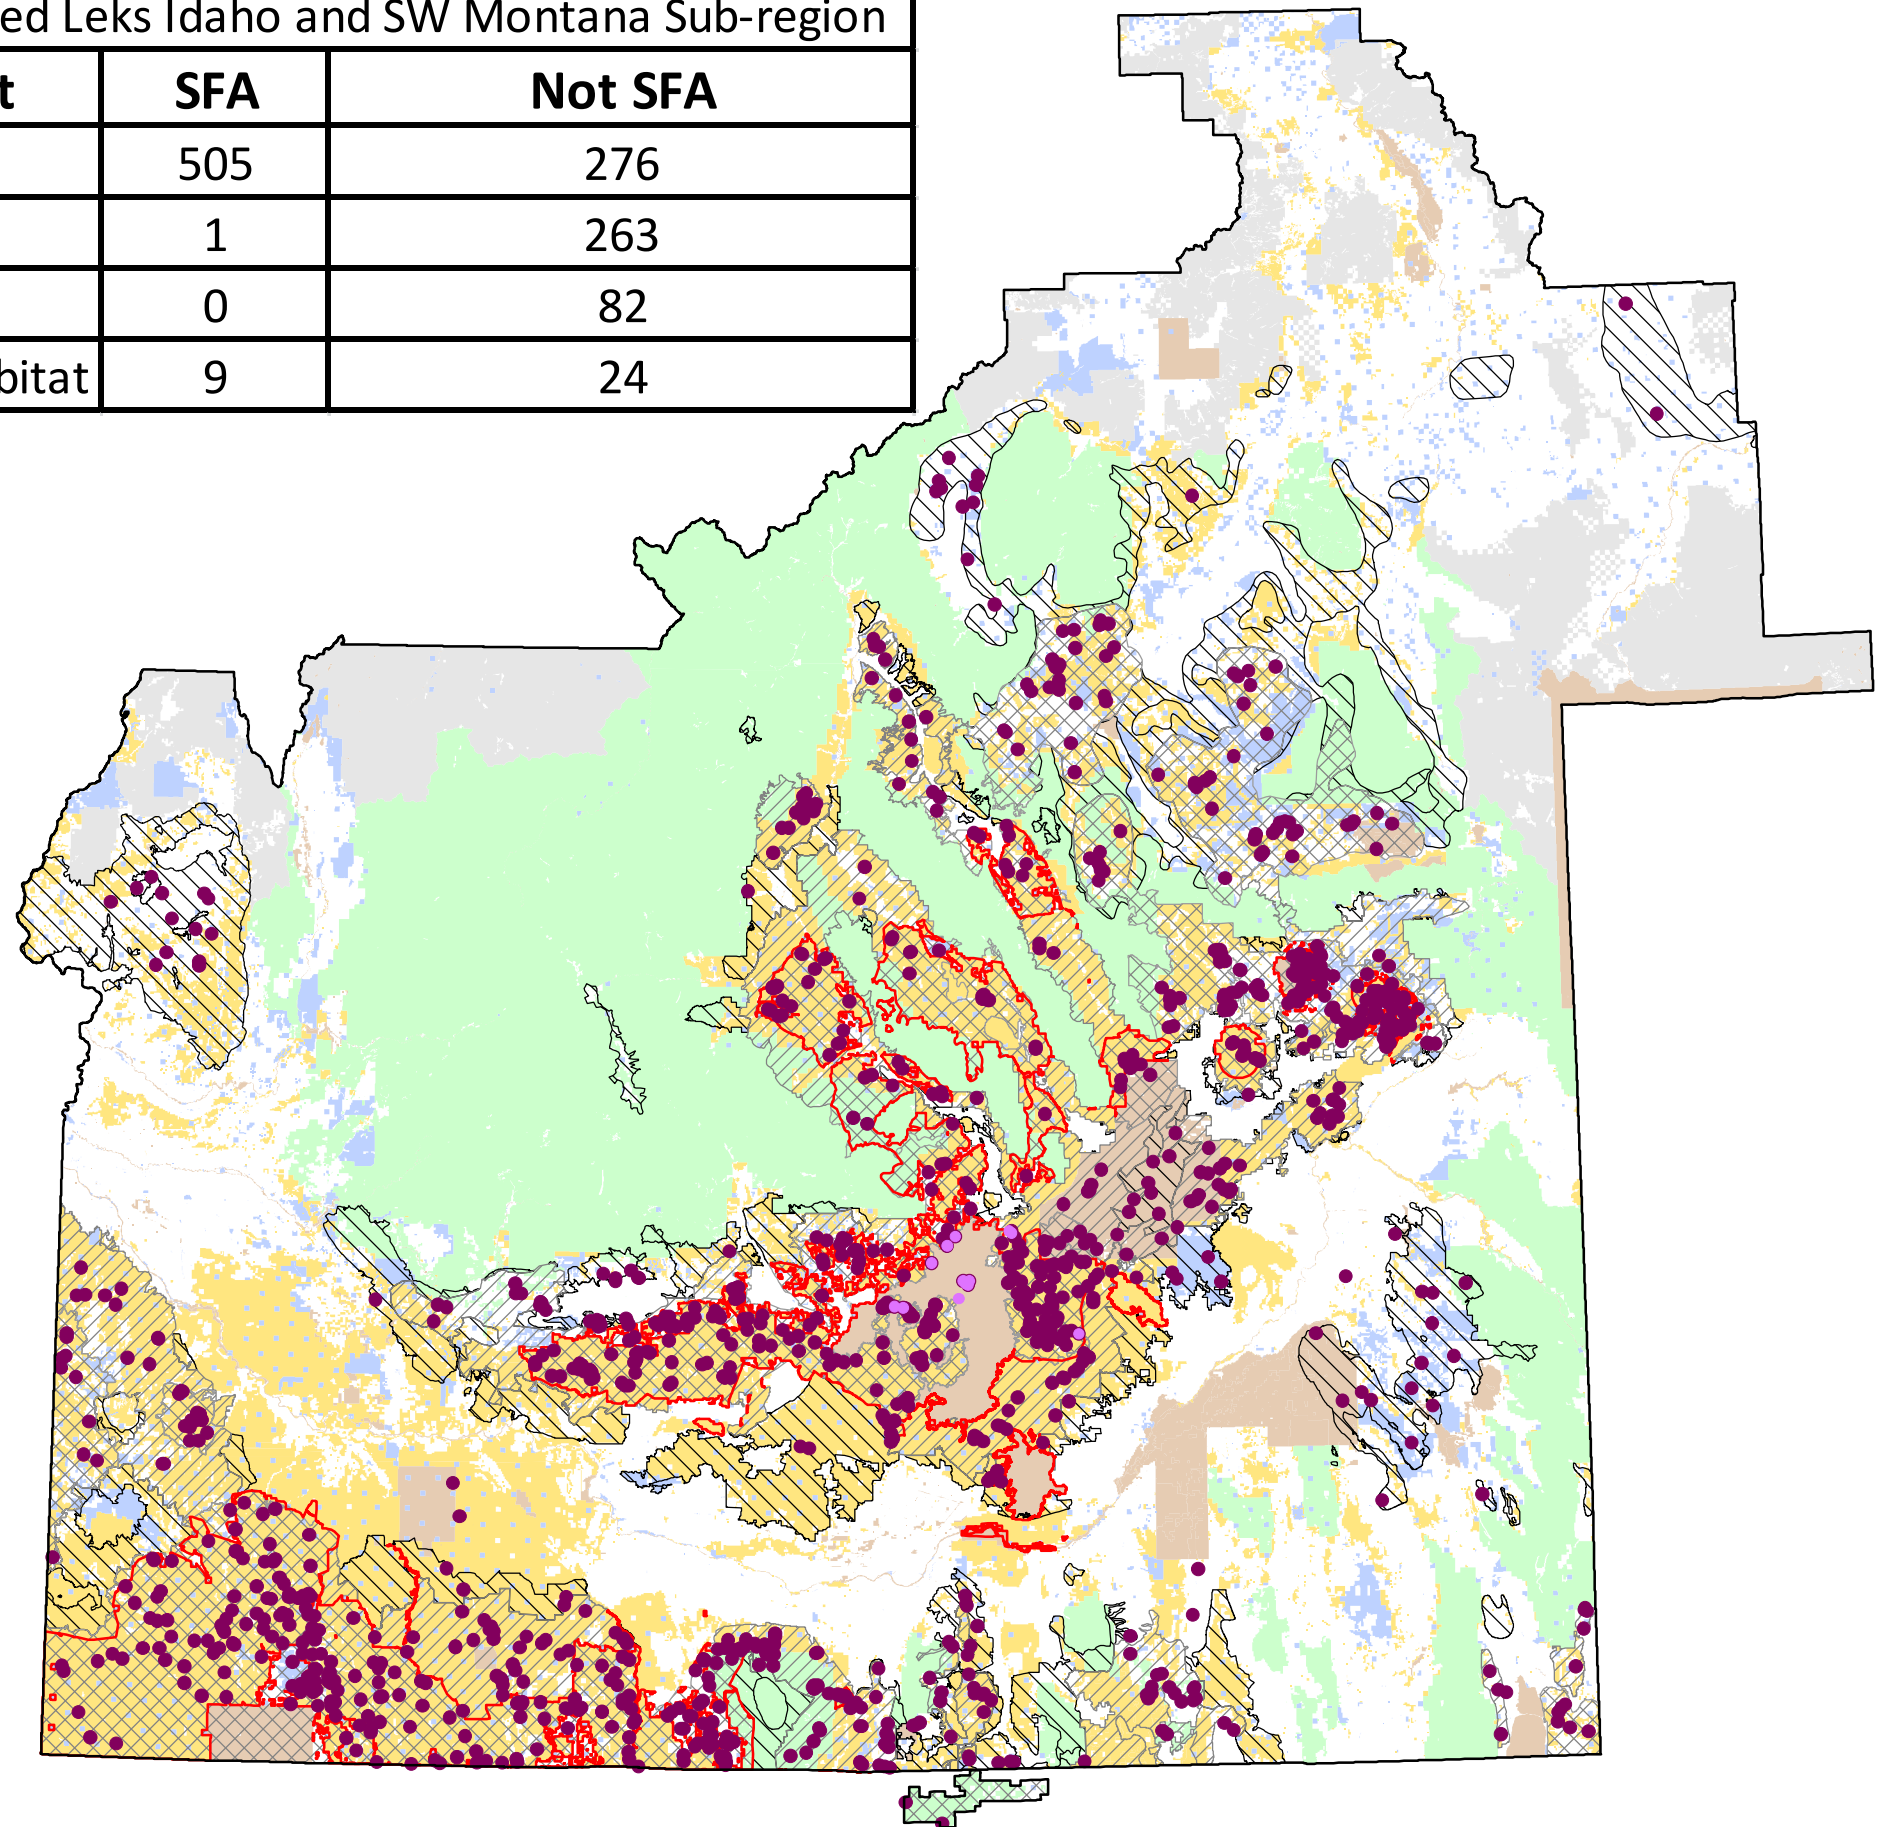 ed Leks Idaho and SW Montana Sub-region
t SFA Not SFA
505 276
1 263
0 82
bitat 9 24